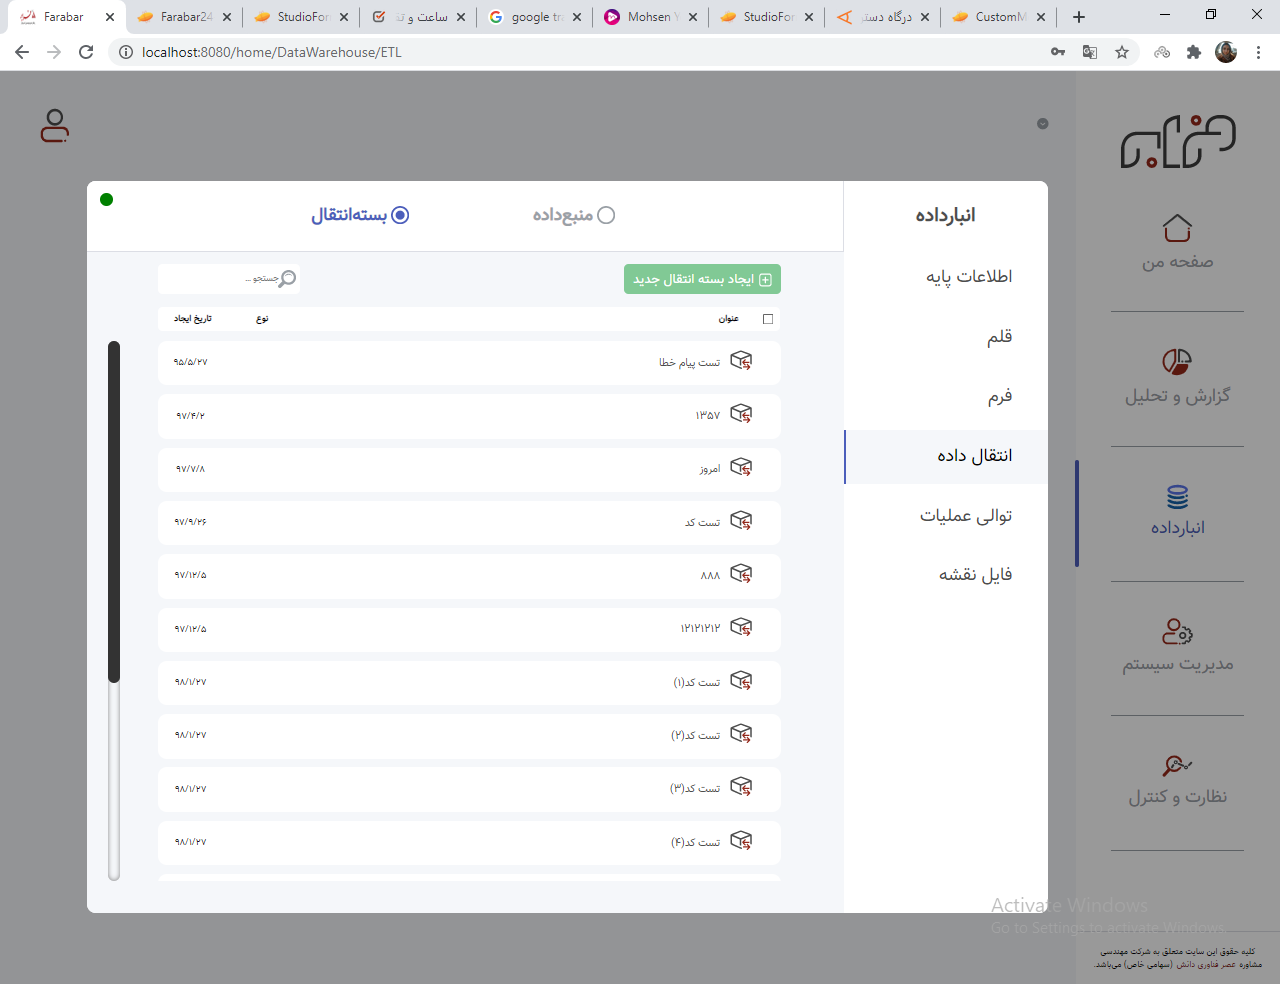 Farabar
Farabar24
StudioFor
ساعت و تق
google tra
Mohsen Y
StudioFor
درگاه دستی
CustomM
localhost:8080/home/DataWarehouse/ETL
فرابر
صفحه من
گزارش و تحلیل
انبارداده
مدیریت سیستم
نظارت و کنترل
کلیه حقوق این سایت متعلق به شرکت مهندسی
مشاوره عصر فناوری دانش (سهامی خاص) می‌باشد.
انبارداده
اطلاعات پایه
قلم
فرم
انتقال داده
توالی عملیات
فایل نقشه
منبع‌داده
بسته‌انتقال
ایجاد بسته انتقال جدید
جستجو ...
عنوان نوع تاریخ ایجاد
تست پیام خطا ۹۵/۵/۲۷
۱۳۵۷ ۹۷/۴/۲
امروز ۹۷/۷/۸
تست کد ۹۷/۹/۲۶
۸۸۸ ۹۷/۱۲/۵
۱۲۱۲۱۲۱۲ ۹۷/۱۲/۵
تست کد(۱) ۹۸/۱/۲۷
تست کد(۲) ۹۸/۱/۲۷
تست کد(۳) ۹۸/۱/۲۷
تست کد(۴) ۹۸/۱/۲۷
Activate Windows
Go to Settings to activate Windows.